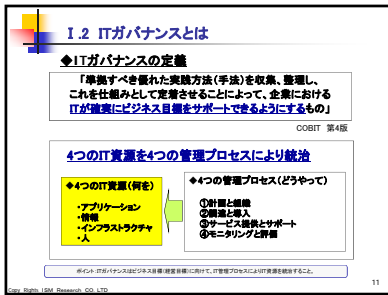 Ⅰ.2 ITガバナンスとは
◆ITガバナンスの定義
「準拠すべき優れた実践方法(手法)を収集、整理し、
これを仕組みとして定着させることによって、企業における
ITが確実にビジネス目標をサポートできるようにするもの」
COBIT 第4版
4つのIT資源を4つの管理プロセスにより統治
◆4つのIT資源(何を)
・アプリケーション
・情報
・インフラストラクチャ
・人
◆4つの管理プロセス(どうやって)
①計画と組織
②調達と導入
③サービス提供とサポート
④モニタリングと評価
ポイント:ITガバナンスはビジネス目標(経営目標)に向けて、IT管理プロセスによりIT資源を統治すること。
11
Copy Rights ISM Research CO. LTD